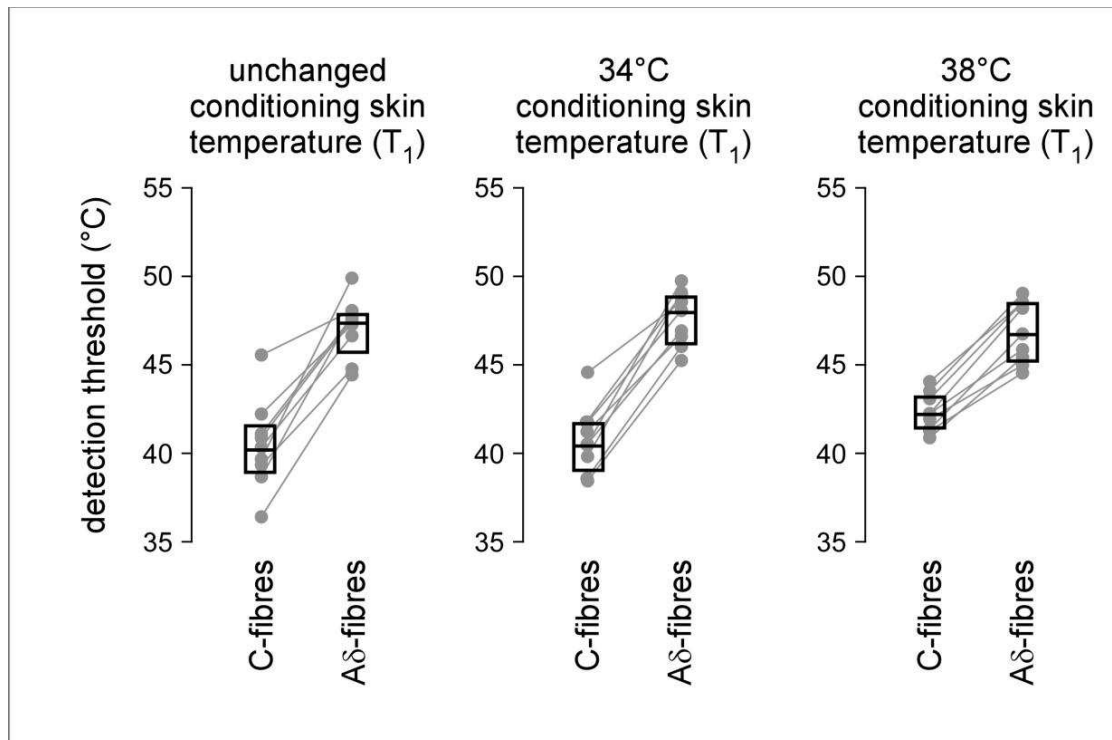 unchanged
conditioning skin
temperature (T₁)
34°C
conditioning skin
temperature (T₁)
38°C
conditioning skin
temperature (T₁)
detection threshold (°C)
55
50
45
40
35
C-fibres
Aδ-fibres
55
50
45
40
35
C-fibres
Aδ-fibres
55
50
45
40
35
C-fibres
Aδ-fibres